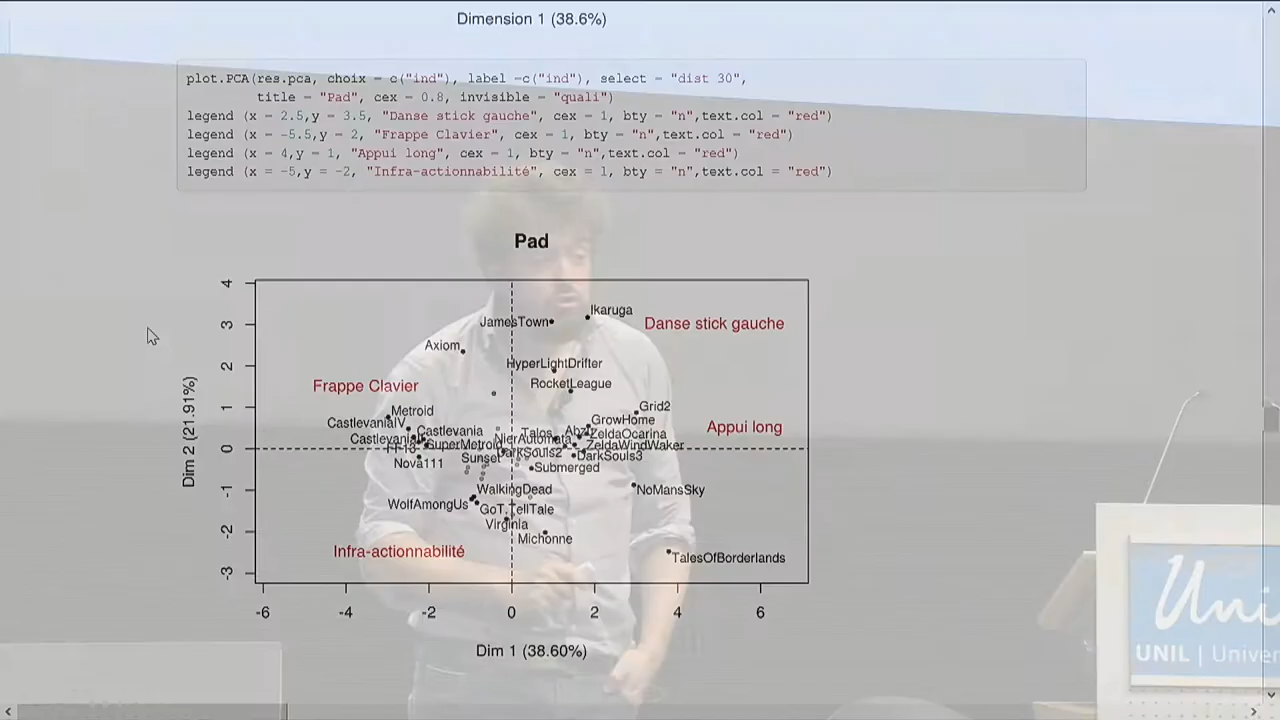 Dimension 1 (38.6%)
plot.PCA(res.pca, choix = c("ind"), label =c("ind"), select = "dist 30",
title = "Pad", cex = 0.8, invisible = "quali")
legend (x = 2.5,y = 3.5, "Danse stick gauche", cex = 1, bty = "n",text.col = "red")
legend (x = -5.5,y = 2, "Frappe Clavier", cex = 1, bty = "n",text.col = "red")
legend (x = 4,y = 1, "Appui long", cex = 1, bty = "n",text.col = "red")
legend (x = -5,y = -2, "Infra-actionnabilité", cex = 1, bty = "n",text.col = "red")
Pad
4
3
2
1
0
-1
-2
-3
Dim 2 (21.91%)
Ikaruga
JamesTown
Danse stick gauche
Axiom
HyperLightDrifter
RocketLeague
Frappe Clavier
Grid2
Metroid
GrowHome
CastlevaniaIV
Appui long
Castlevania
Talos
Abzû
ZeldaOcarina
NierAutomata
SuperMetroid
ZeldaWindWaker
DarkSouls2
DarkSouls3
Sunset
Nova111
Submerged
WalkingDead
NoMansSky
WolfAmongUs
GoT.TellTale
Virginia
Michonne
Infra-actionnabilité
TalesOfBorderlands
-6 -4 -2 0 2 4 6
Dim 1 (38.60%)
Uni
UNIL | Univer